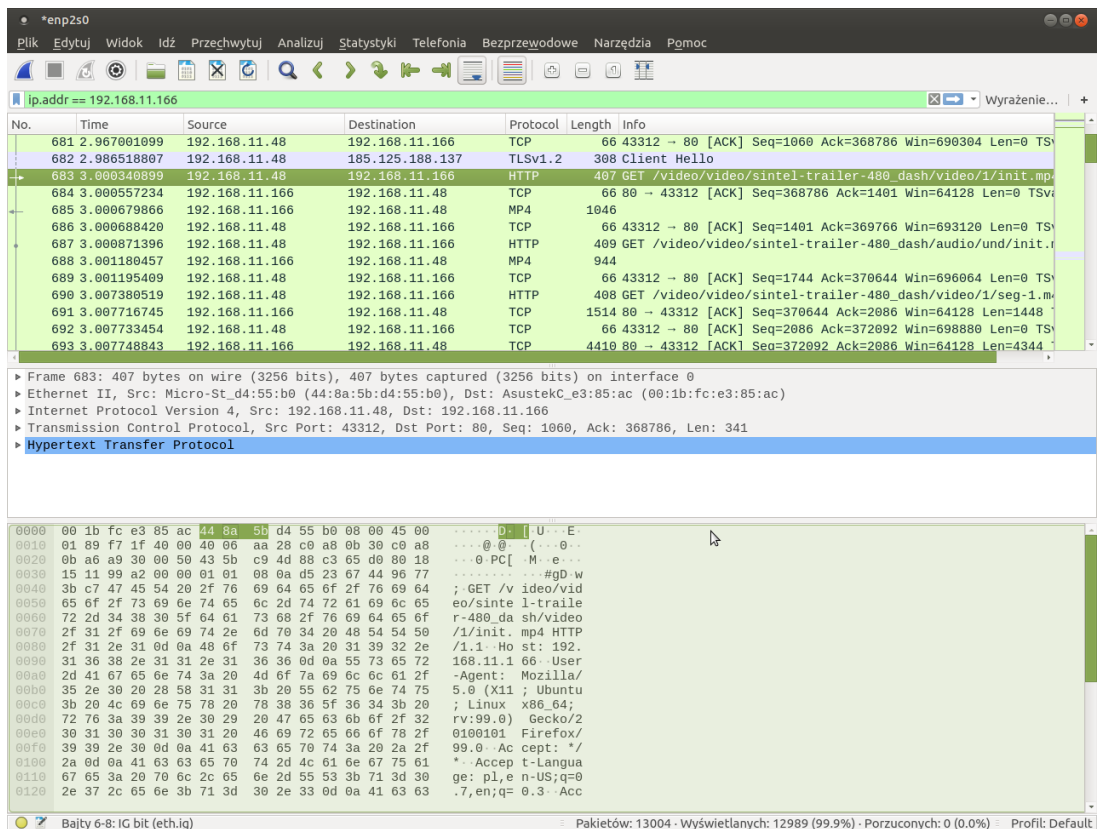 *enp2s0
Plik Edytuj Widok Idź Przechwytuj Analizuj Statystyki Telefonia Bezprzewodowe Narzędzia Pomoc
ip.addr == 192.168.11.166 Wyrażenie… +
No. Time Source Destination Protocol Length Info
681 2.967001099 192.168.11.48 192.168.11.166 TCP 66 43312 → 80 [ACK] Seq=1060 Ack=368786 Win=690304 Len=0 TSv
682 2.986518807 192.168.11.48 185.125.188.137 TLSv1.2 308 Client Hello
683 3.000340899 192.168.11.48 192.168.11.166 HTTP 407 GET /video/video/sintel-trailer-480_dash/video/1/init.mp4
684 3.000557234 192.168.11.166 192.168.11.48 TCP 66 80 → 43312 [ACK] Seq=368786 Ack=1401 Win=64128 Len=0 TSva
685 3.000679866 192.168.11.166 192.168.11.48 MP4 1046
686 3.000688420 192.168.11.48 192.168.11.166 TCP 66 43312 → 80 [ACK] Seq=1401 Ack=369766 Win=693120 Len=0 TSv
687 3.000871396 192.168.11.48 192.168.11.166 HTTP 409 GET /video/video/sintel-trailer-480_dash/audio/und/init.m
688 3.001180457 192.168.11.166 192.168.11.48 MP4 944
689 3.001195409 192.168.11.48 192.168.11.166 TCP 66 43312 → 80 [ACK] Seq=1744 Ack=370644 Win=696064 Len=0 TSv
690 3.007380519 192.168.11.48 192.168.11.166 HTTP 408 GET /video/video/sintel-trailer-480_dash/video/1/seg-1.m4
691 3.007716745 192.168.11.166 192.168.11.48 TCP 1514 80 → 43312 [ACK] Seq=370644 Ack=2086 Win=64128 Len=1448 T
692 3.007733454 192.168.11.48 192.168.11.166 TCP 66 43312 → 80 [ACK] Seq=2086 Ack=372092 Win=698880 Len=0 TSv
693 3.007748843 192.168.11.166 192.168.11.48 TCP 4410 80 → 43312 [ACK] Seq=372092 Ack=2086 Win=64128 Len=4344 T
Frame 683: 407 bytes on wire (3256 bits), 407 bytes captured (3256 bits) on interface 0
Ethernet II, Src: Micro-St_d4:55:b0 (44:8a:5b:d4:55:b0), Dst: AsustekC_e3:85:ac (00:1b:fc:e3:85:ac)
Internet Protocol Version 4, Src: 192.168.11.48, Dst: 192.168.11.166
Transmission Control Protocol, Src Port: 43312, Dst Port: 80, Seq: 1060, Ack: 368786, Len: 341
Hypertext Transfer Protocol
0000 00 1b fc e3 85 ac 44 8a 5b d4 55 b0 08 00 45 00 ······D· [·U···E·
0010 01 89 f7 1f 40 00 40 06 aa 28 c0 a8 0b 30 c0 a8 ····@·@· ·(···0··
0020 0b a6 a9 30 00 50 43 5b c9 4d 88 c3 65 d0 80 18 ···0·PC[ ·M··e···
0030 15 11 99 a2 00 00 01 01 08 0a d5 23 67 44 96 77 ········ ···#gD·w
0040 3b c7 47 45 54 20 2f 76 69 64 65 6f 2f 76 69 64 ;·GET /v ideo/vid
0050 65 6f 2f 73 69 6e 74 65 6c 2d 74 72 61 69 6c 65 eo/sinte l-traile
0060 72 2d 34 38 30 5f 64 61 73 68 2f 76 69 64 65 6f r-480_da sh/video
0070 2f 31 2f 69 6e 69 74 2e 6d 70 34 20 48 54 54 50 /1/init. mp4 HTTP
0080 2f 31 2e 31 0d 0a 48 6f 73 74 3a 20 31 39 32 2e /1.1··Ho st: 192.
0090 31 36 38 2e 31 31 2e 31 36 36 0d 0a 55 73 65 72 168.11.1 66··User
00a0 2d 41 67 65 6e 74 3a 20 4d 6f 7a 69 6c 6c 61 2f -Agent: Mozilla/
00b0 35 2e 30 20 28 58 31 31 3b 20 55 62 75 6e 74 75 5.0 (X11 ; Ubuntu
00c0 3b 20 4c 69 6e 75 78 20 78 38 36 5f 36 34 3b 20 ; Linux x86_64;
00d0 72 76 3a 39 39 2e 30 29 20 47 65 63 6b 6f 2f 32 rv:99.0) Gecko/2
00e0 30 31 30 30 31 30 31 20 46 69 72 65 66 6f 78 2f 0100101 Firefox/
00f0 39 39 2e 30 0d 0a 41 63 63 65 70 74 3a 20 2a 2f 99.0··Ac cept: */
0100 2a 0d 0a 41 63 63 65 70 74 2d 4c 61 6e 67 75 61 *··Accep t-Langua
0110 67 65 3a 20 70 6c 2c 65 6e 2d 55 53 3b 71 3d 30 ge: pl,e n-US;q=0
0120 2e 37 2c 65 6e 3b 71 3d 30 2e 33 0d 0a 41 63 63 .7,en;q= 0.3··Acc
Bajty 6-8: IG bit (eth.ig) Pakietów: 13004 · Wyświetlanych: 12989 (99.9%) · Porzuconych: 0 (0.0%) Profil: Default